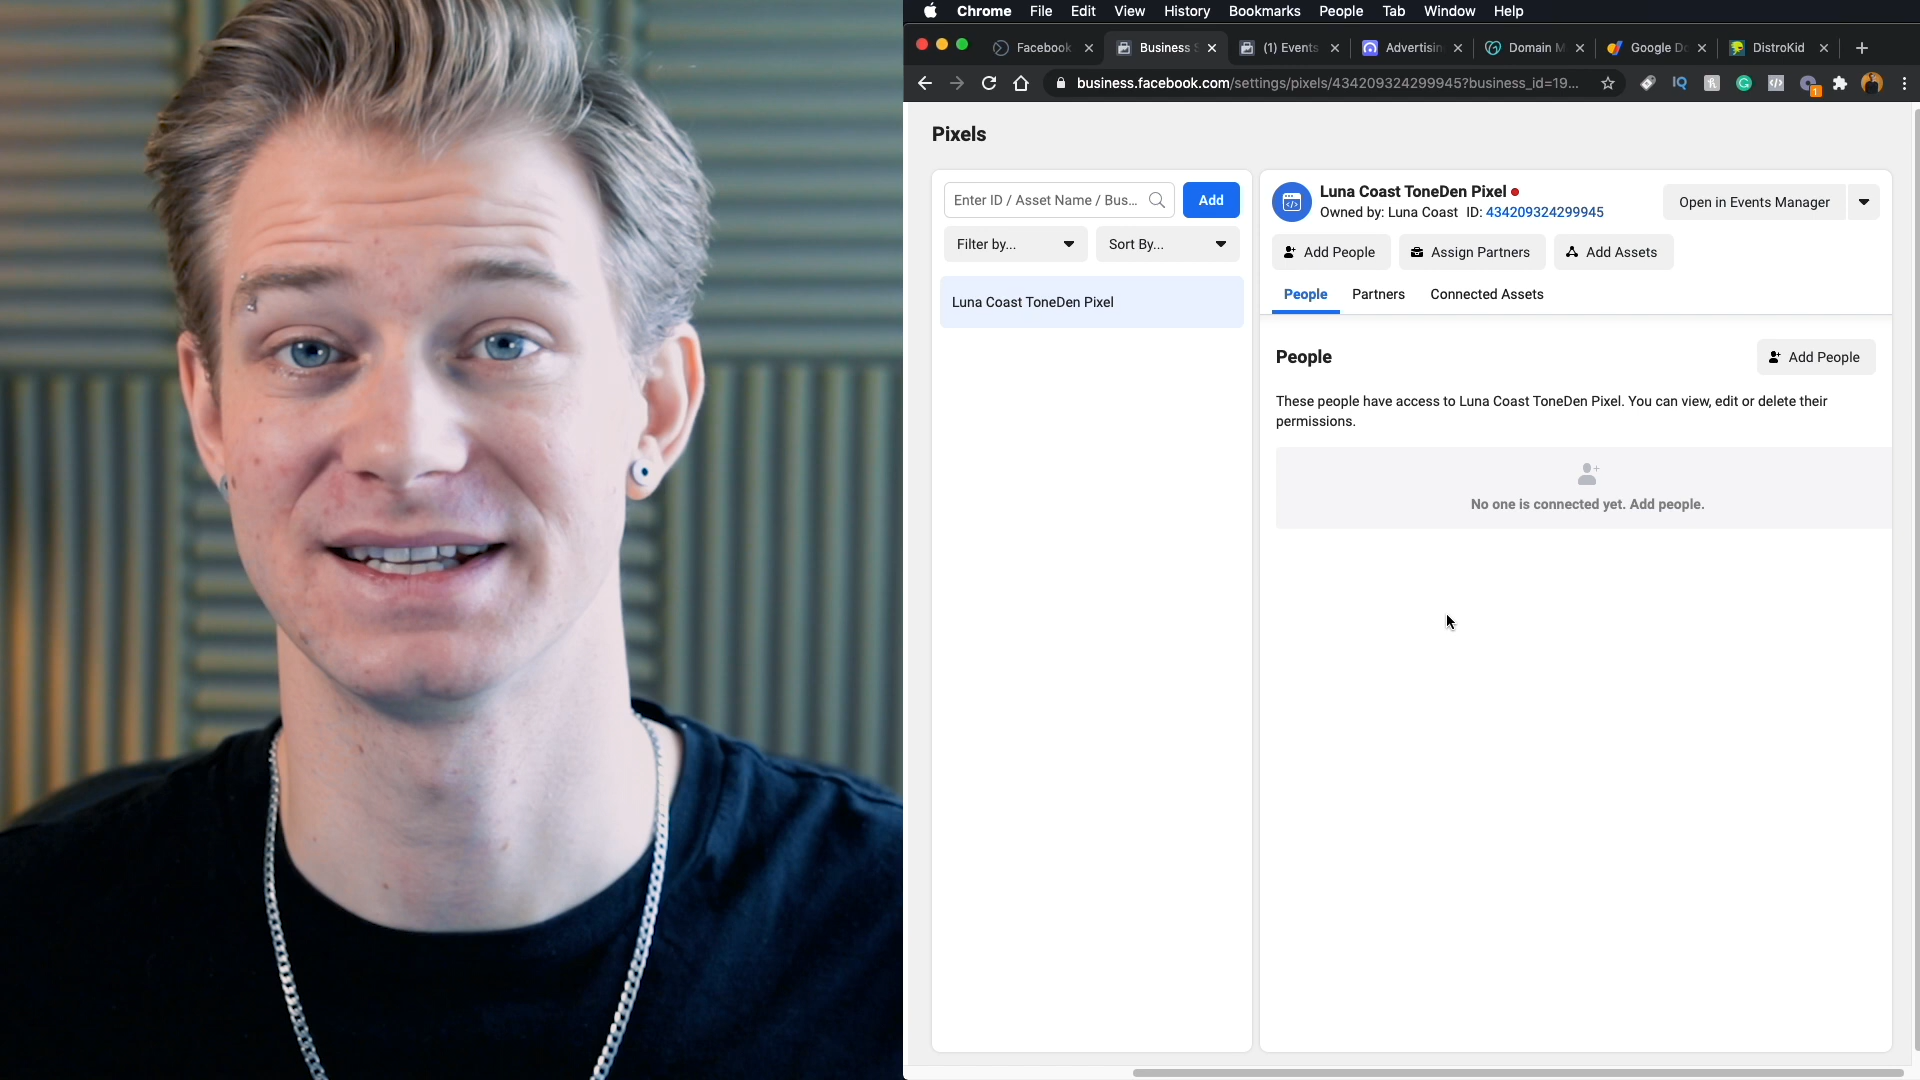 Chrome File Edit View History Bookmarks People Tab Window Help
Facebook Business S (1) Events Advertisin Domain M Google Do DistroKid
business.facebook.com/settings/pixels/434209324299945?business_id=19...
1
Pixels
Enter ID / Asset Name / Bus...
Add
Filter by...
Sort By...
Luna Coast ToneDen Pixel
Luna Coast ToneDen Pixel
Owned by: Luna Coast ID: 434209324299945
Open in Events Manager
Add People
Assign Partners
Add Assets
People
Partners
Connected Assets
People
Add People
These people have access to Luna Coast ToneDen Pixel. You can view, edit or delete their
permissions.
No one is connected yet. Add people.